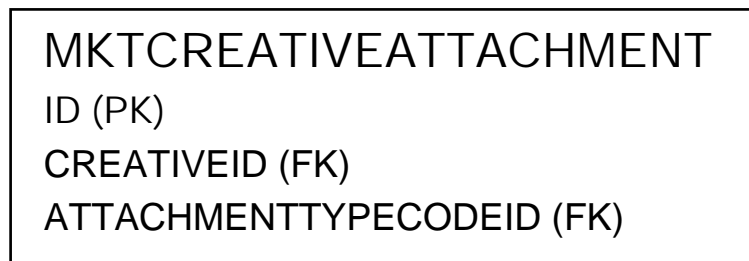 MKTCREATIVEATTACHMENT
ID (PK)
CREATIVEID (FK)
ATTACHMENTTYPECODEID (FK)